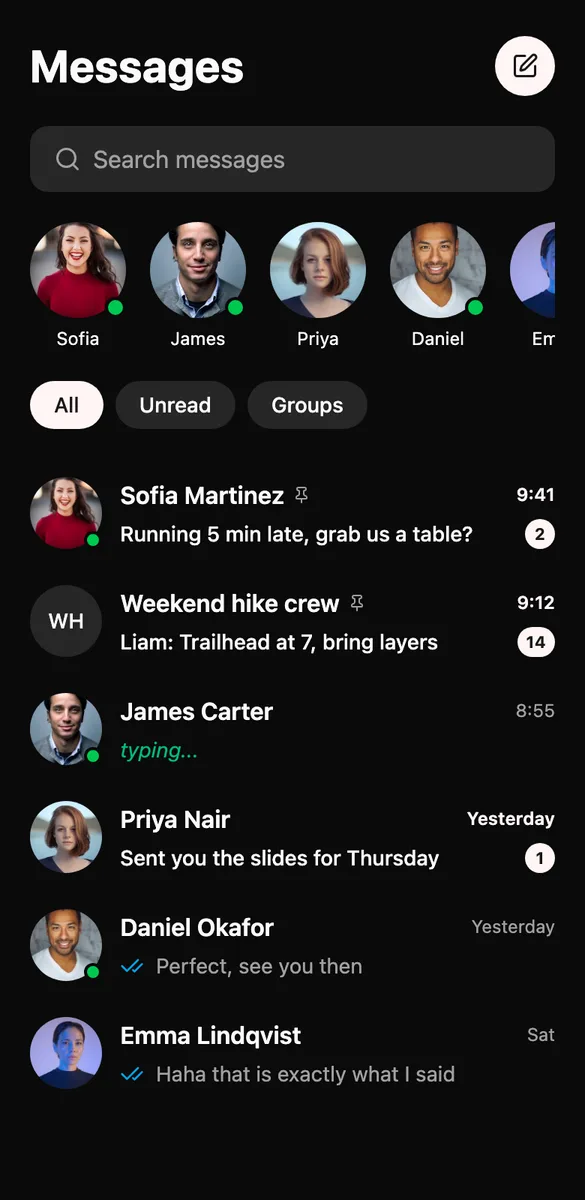 Messages
Search messages
Sofia
James
Priya
Daniel
Em
All
Unread
Groups
Sofia Martinez
9:41
Running 5 min late, grab us a table?
2
WH
Weekend hike crew
9:12
Liam: Trailhead at 7, bring layers
14
James Carter
8:55
typing...
Priya Nair
Yesterday
Sent you the slides for Thursday
1
Daniel Okafor
Yesterday
Perfect, see you then
Emma Lindqvist
Sat
Haha that is exactly what I said